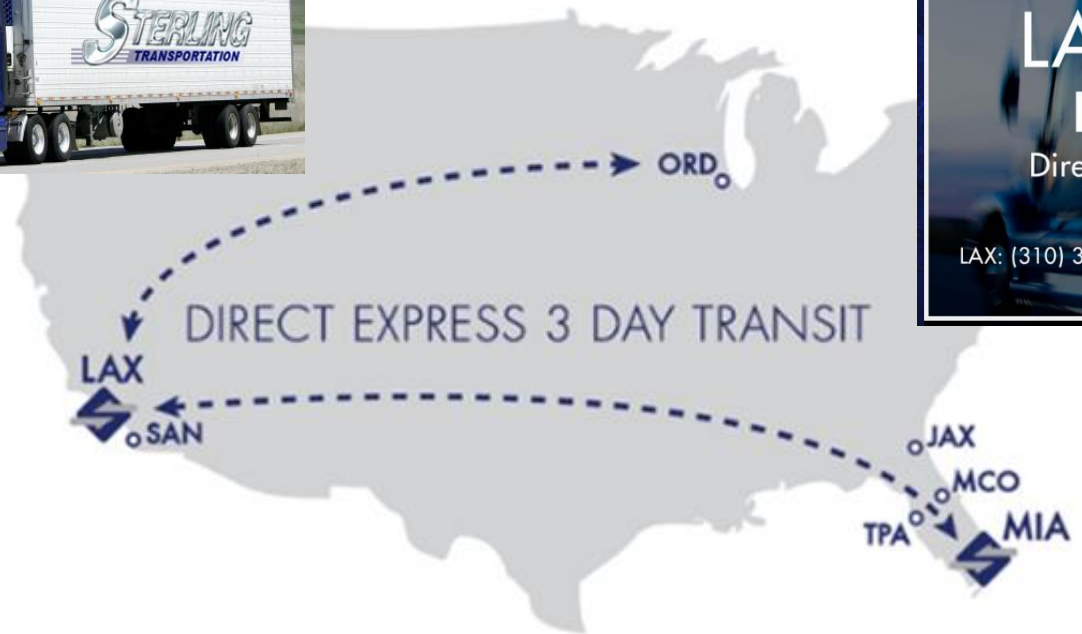 STERLING
TRANSPORTATION
LA
Dire
LAX: (310) 3
ORD
DIRECT EXPRESS 3 DAY TRANSIT
LAX
SAN
JAX
MCO
TPA
MIA